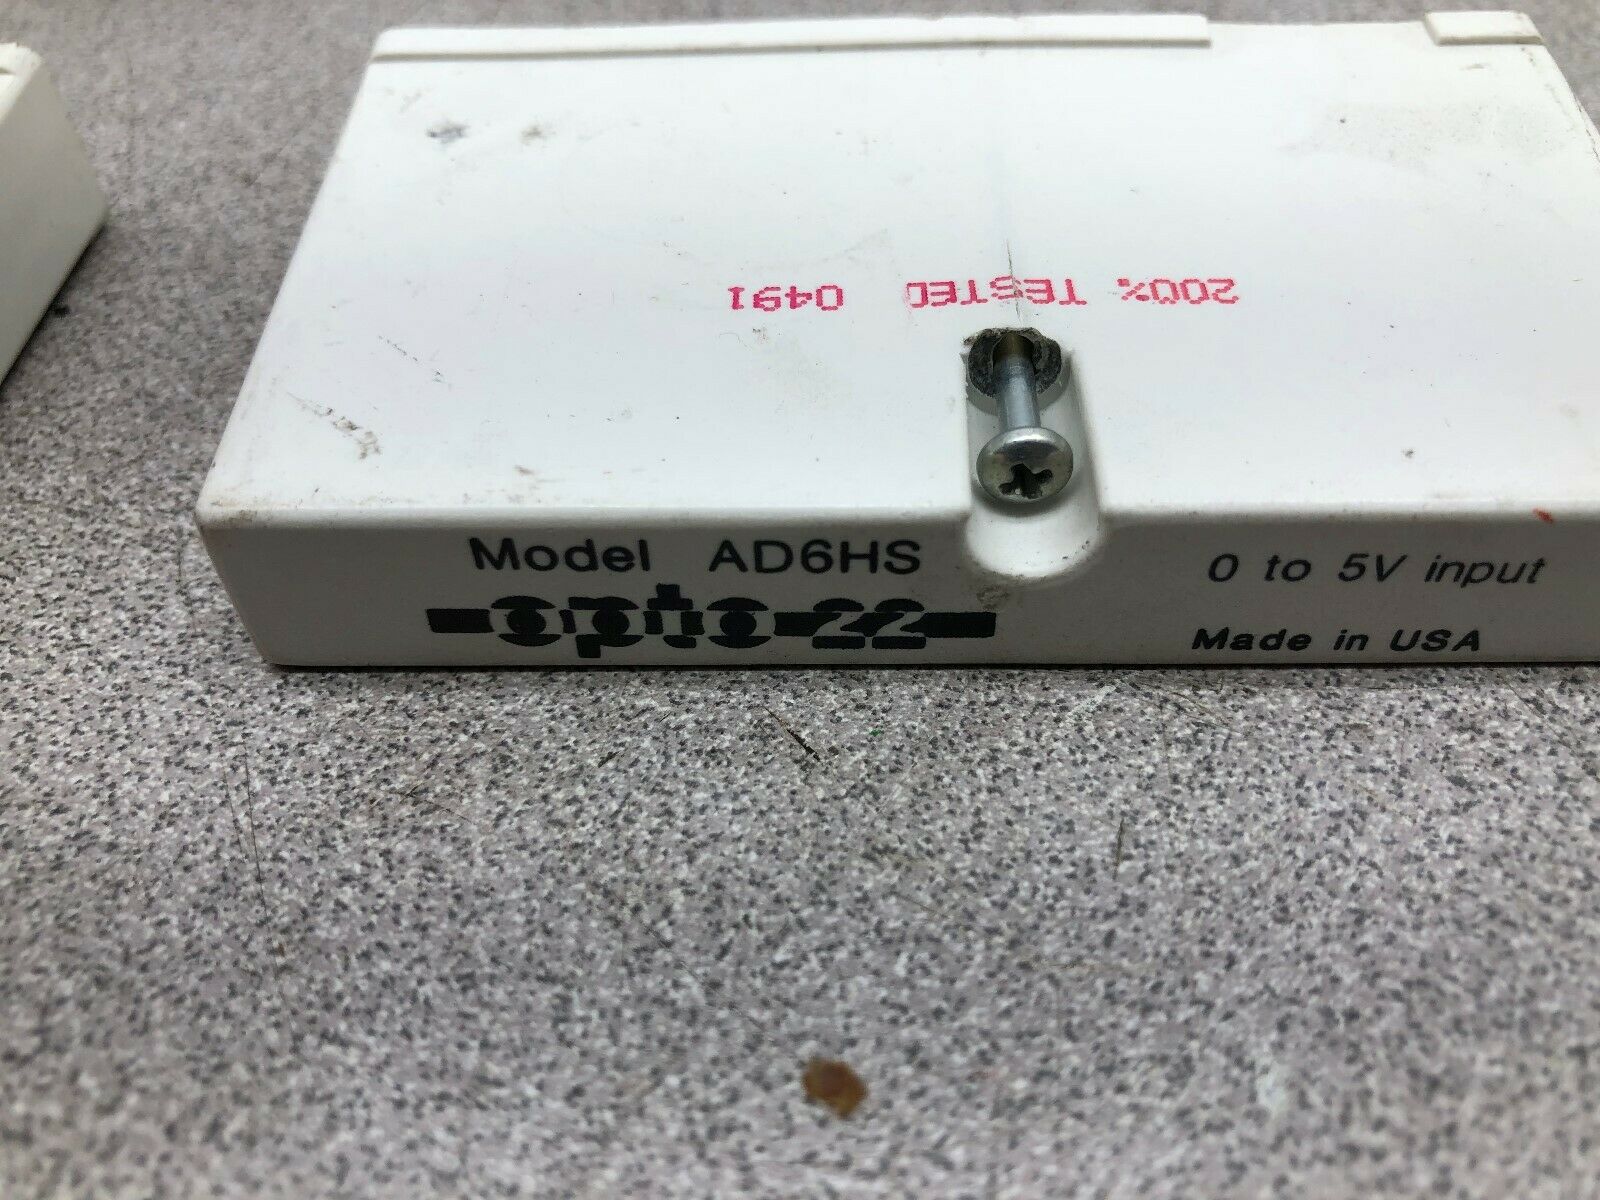 200% TESTED 0491
Model AD6HS
opto 22
0 to 5V input
Made in USA